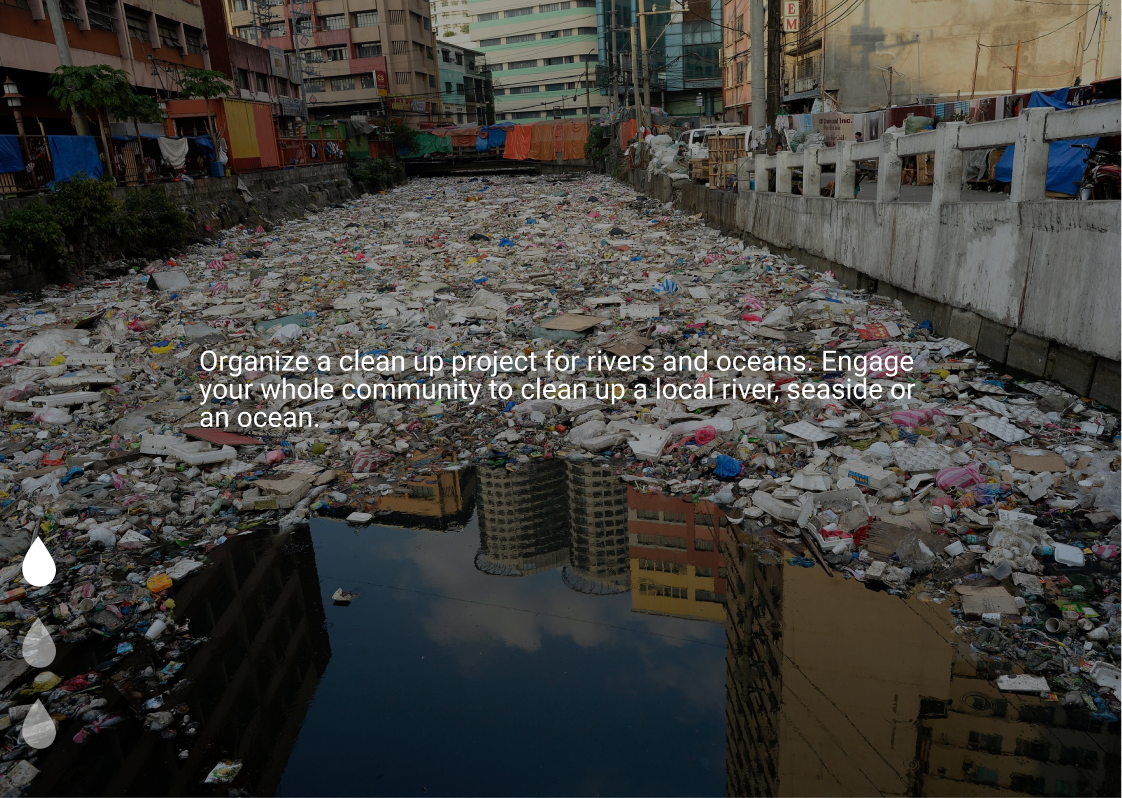 EM
Organize a clean up project for rivers and oceans. Engage
your whole community to clean up a local river, seaside or
an ocean.